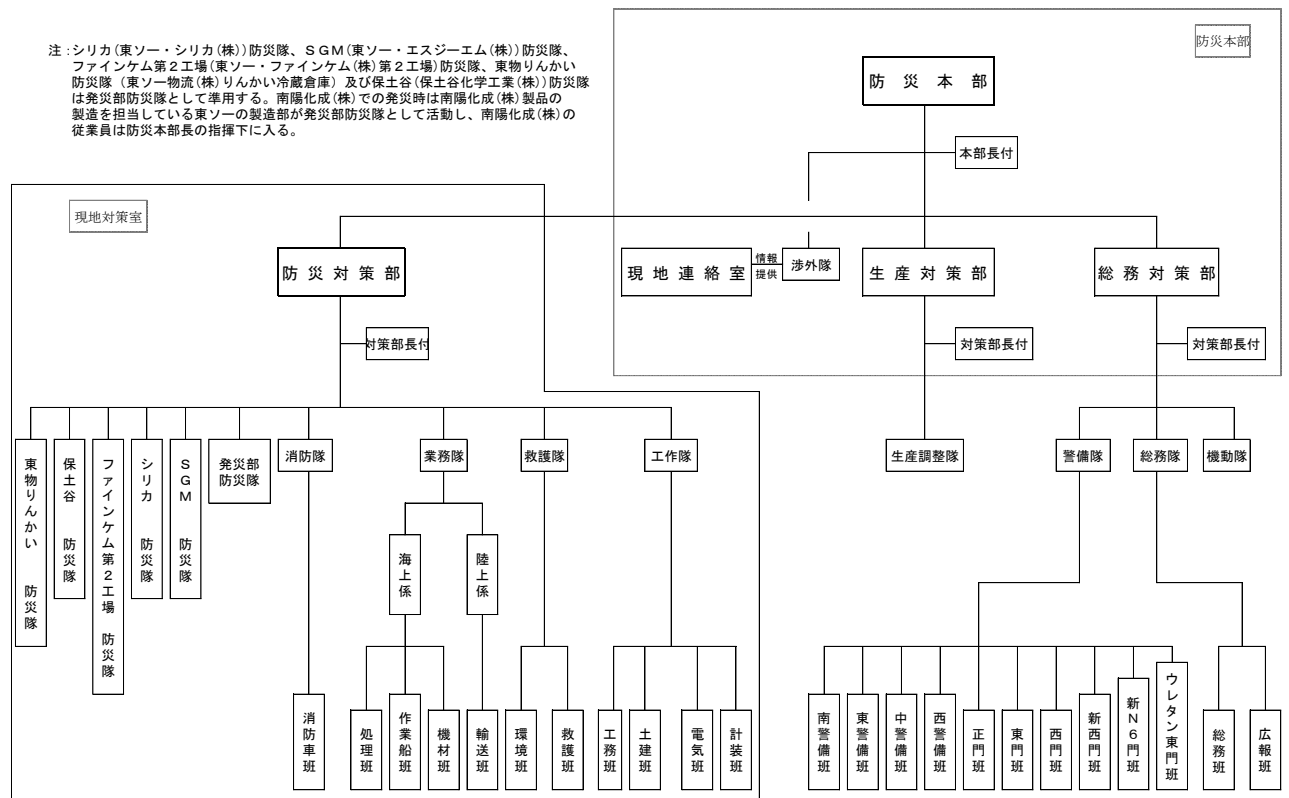 防災本部
注：シリカ(東ソー・シリカ(株))防災隊、ＳＧＭ(東ソー・エスジーエム(株))防災隊、
ファインケム第２工場(東ソー・ファインケム(株)第２工場)防災隊、東物りんかい
防災隊（東ソー物流(株)りんかい冷蔵倉庫）及び保土谷(保土谷化学工業(株))防災隊
は発災部防災隊として準用する。南陽化成(株)での発災時は南陽化成(株)製品の
製造を担当している東ソーの製造部が発災部防災隊として活動し、南陽化成(株)の
従業員は防災本部長の指揮下に入る。
防災本部
本部長付
現地対策室
防災対策部
現地連絡室
情報
提供
渉外隊
生産対策部
総務対策部
対策部長付
対策部長付
対策部長付
東物りんかい　防災隊
保土谷　防災隊
ファインケム第２工場　防災隊
シリカ　防災隊
ＳＧＭ　防災隊
発災部
防災隊
消防隊
業務隊
救護隊
工作隊
生産調整隊
警備隊
総務隊
機動隊
海上係
陸上係
消防車班
処理班
作業船班
機材班
輸送班
環境班
救護班
工務班
土建班
電気班
計装班
南警備班
東警備班
中警備班
西警備班
正門班
東門班
西門班
新西門班
新Ｎ６門班
ウレタン東門班
総務班
広報班